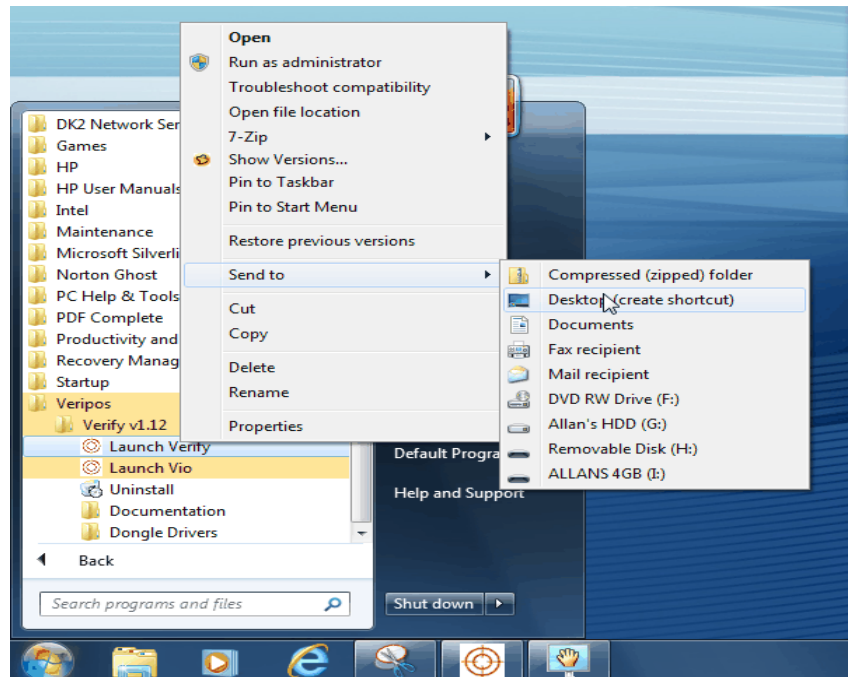 Open
Run as administrator
Troubleshoot compatibility
Open file location
7-Zip
Show Versions...
Pin to Taskbar
Pin to Start Menu
Restore previous versions
Send to
Cut
Copy
Delete
Rename
Properties
Compressed (zipped) folder
Desktop (create shortcut)
Documents
Fax recipient
Mail recipient
DVD RW Drive (F:)
Allan's HDD (G:)
Removable Disk (H:)
ALLANS 4GB (I:)
DK2 Network Ser
Games
HP
HP User Manuals
Intel
Maintenance
Microsoft Silverli
Norton Ghost
PC Help & Tools
PDF Complete
Productivity and
Recovery Manag
Startup
Veripos
Verify v1.12
Launch Verify
Launch Vio
Uninstall
Documentation
Dongle Drivers
Back
Search programs and files
Default Progra
Help and Support
Shut down